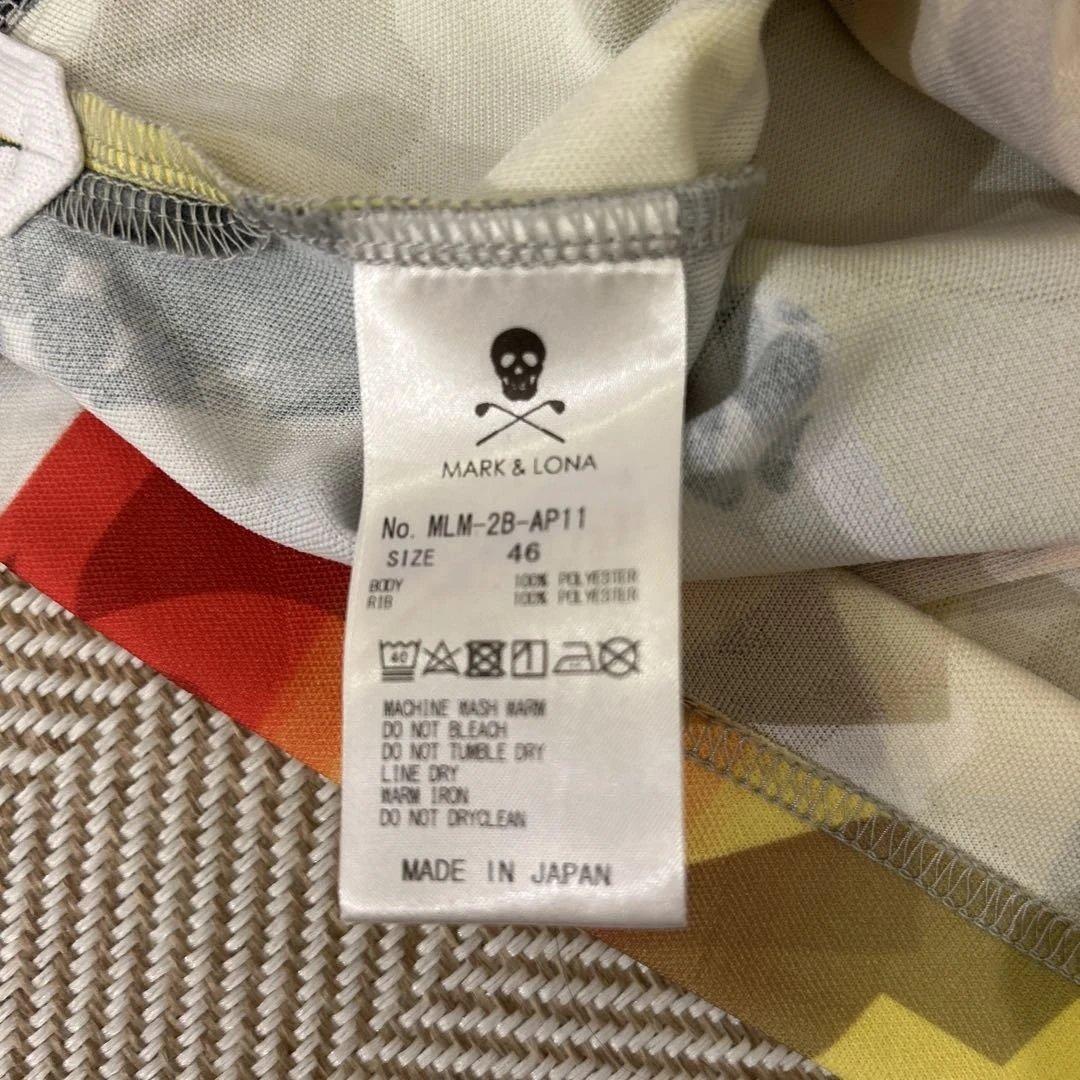 MARK & LONA
No. MLM-2B-AP11
SIZE 46
BODY 100% POLYESTER
RIB 100% POLYESTER
40
MACHINE WASH WARM
DO NOT BLEACH
DO NOT TUMBLE DRY
LINE DRY
WARM IRON
DO NOT DRYCLEAN
MADE IN JAPAN